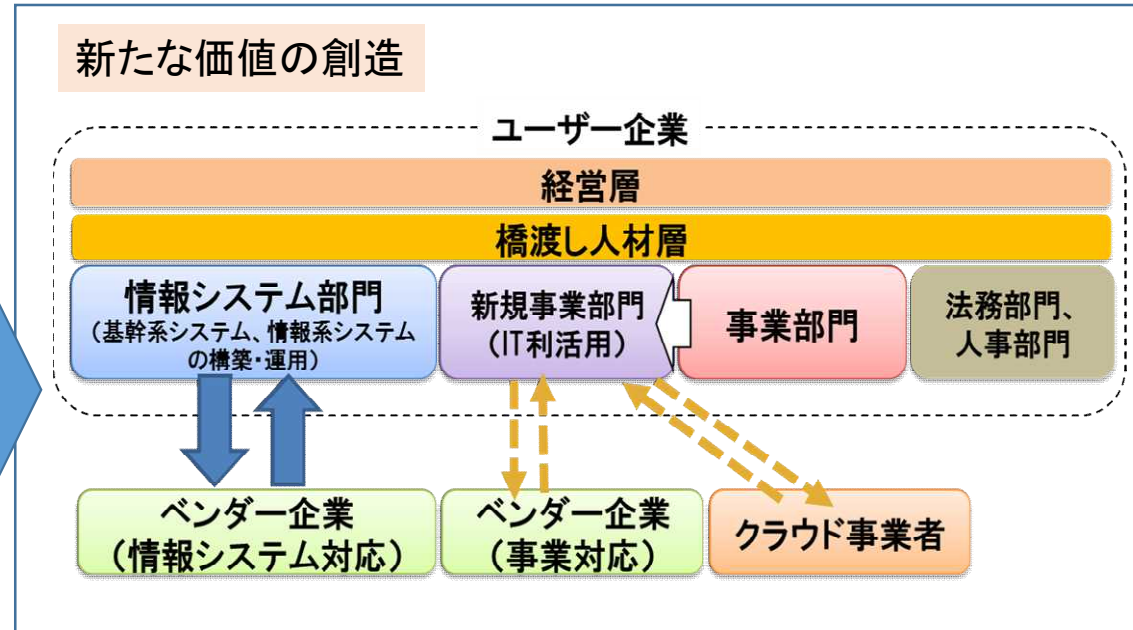 新たな価値の創造
ユーザー企業
経営層
橋渡し人材層
情報システム部門
（基幹系システム、情報系システム
の構築・運用）
新規事業部門
（IT利活用）
事業部門
法務部門、
人事部門
ベンダー企業
（情報システム対応）
ベンダー企業
（事業対応）
クラウド事業者